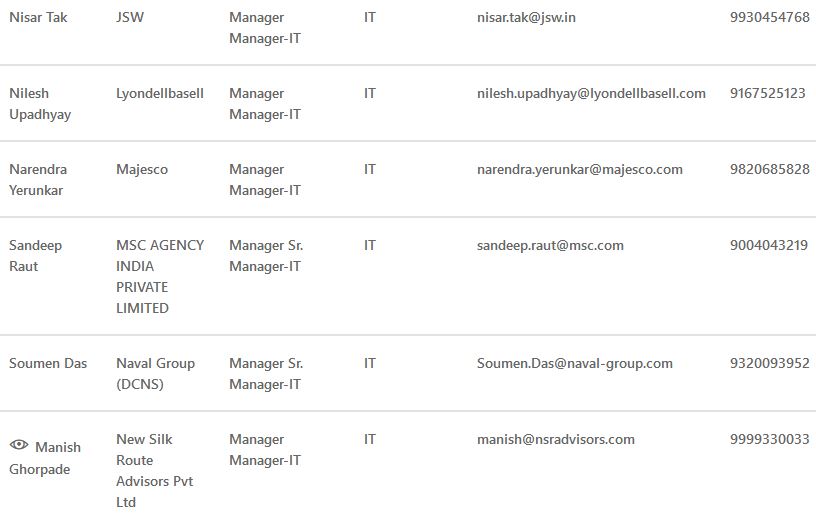 Nisar Tak JSW Manager IT nisar.tak@jsw.in 9930454768
Manager-IT
Nilesh Lyondellbasell Manager IT nilesh.upadhyay@lyondellbasell.com 9167525123
Upadhyay Manager-IT
Narendra Majesco Manager IT narendra.yerunkar@majesco.com 9820685828
Yerunkar Manager-IT
Sandeep MSC AGENCY Manager Sr. IT sandeep.raut@msc.com 9004043219
Raut INDIA Manager-IT
PRIVATE
LIMITED
Soumen Das Naval Group Manager Sr. IT Soumen.Das@naval-group.com 9320093952
(DCNS) Manager-IT
Manish New Silk Manager IT manish@nsradvisors.com 9999330033
Ghorpade Route Manager-IT
Advisors Pvt
Ltd